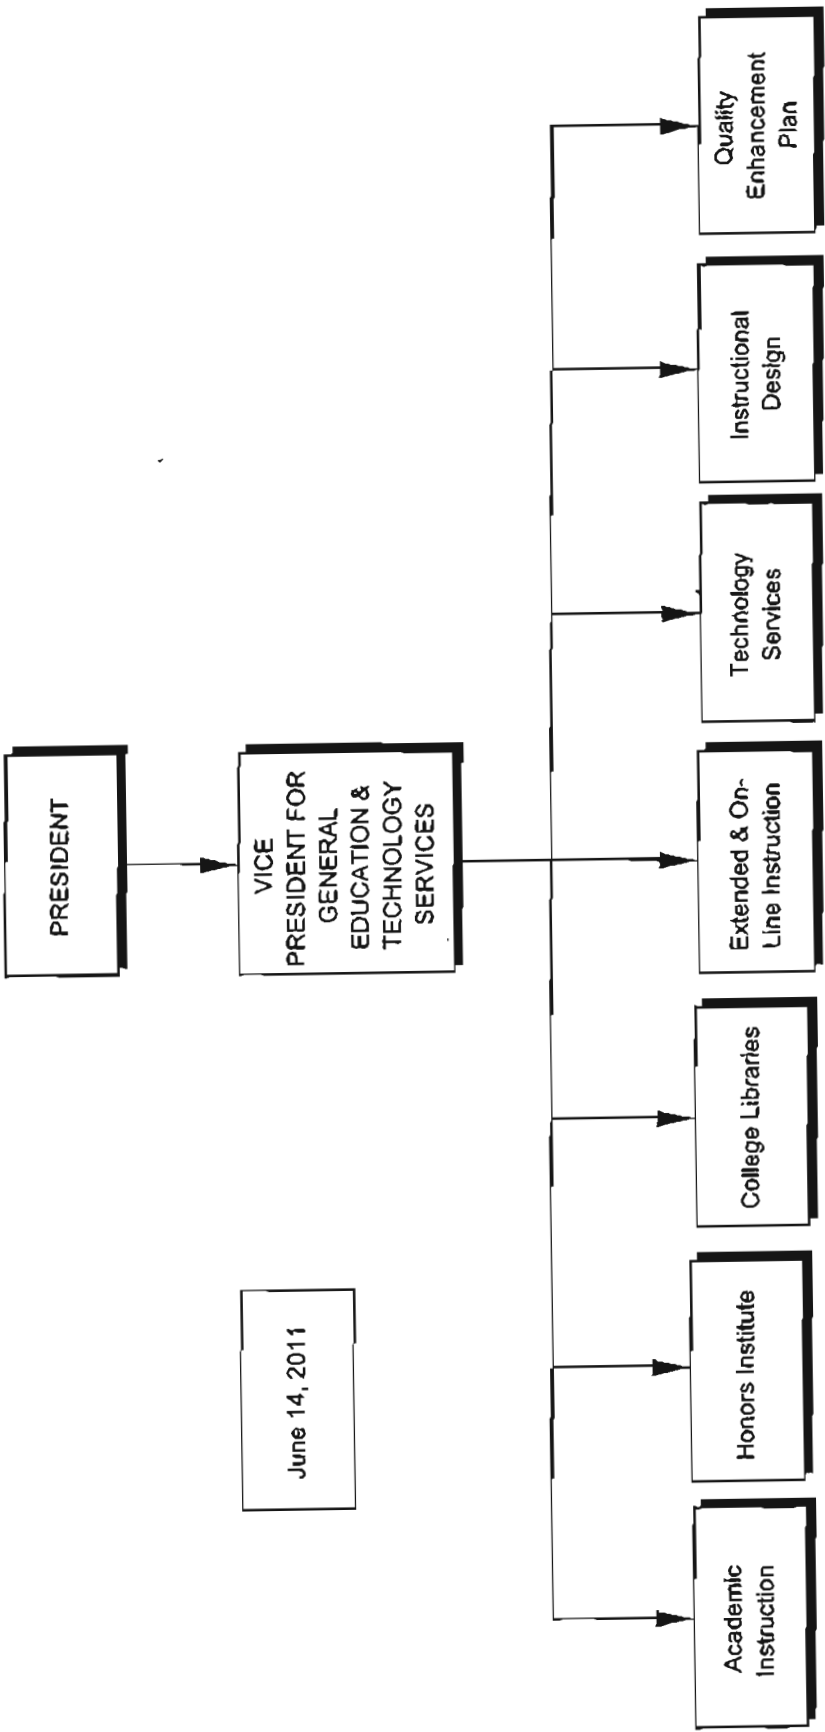 PRESIDENT
VICE
PRESIDENT FOR
GENERAL
EDUCATION &
TECHNOLOGY
SERVICES
June 14, 2011
Academic
Instruction
Honors Institute
College Libraries
Extended & On-
Line Instruction
Technology
Services
Instructional
Design
Quality
Enhancement
Plan